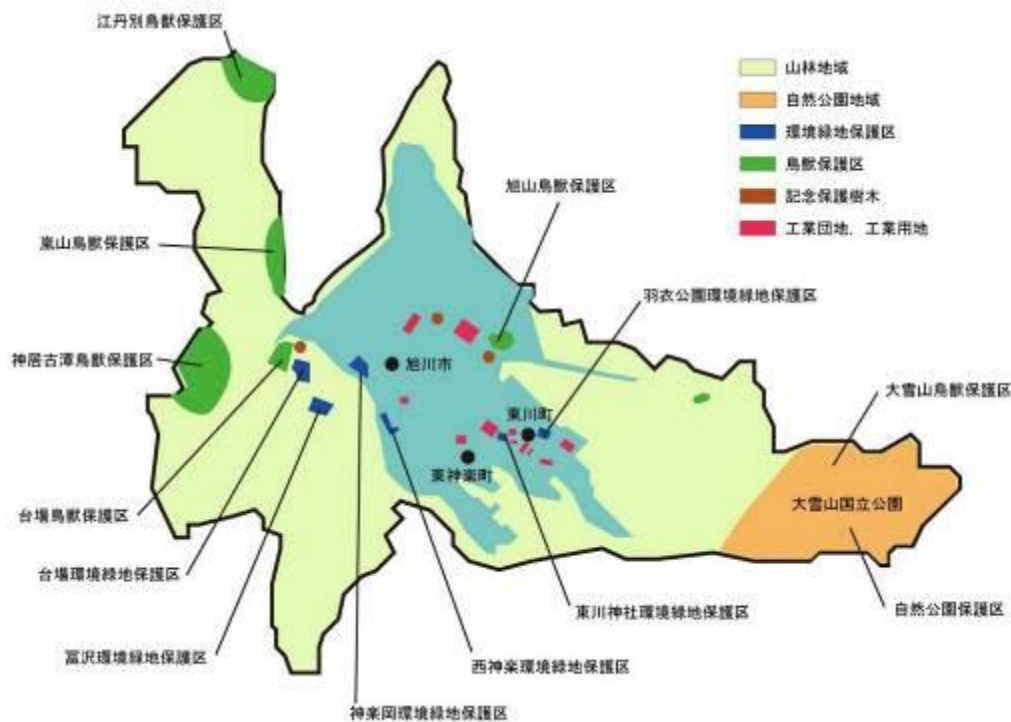 江丹別鳥獣保護区
山林地域
自然公園地域
環境緑地保護区
鳥獣保護区
記念保護樹木
工業団地、工業用地
旭山鳥獣保護区
嵐山鳥獣保護区
羽衣公園環境緑地保護区
神居古潭鳥獣保護区
旭川市
大雪山鳥獣保護区
東川町
東神楽町
大雪山国立公園
台場鳥獣保護区
台場環境緑地保護区
東川神社環境緑地保護区
自然公園保護区
冨沢環境緑地保護区
西神楽環境緑地保護区
神楽岡環境緑地保護区